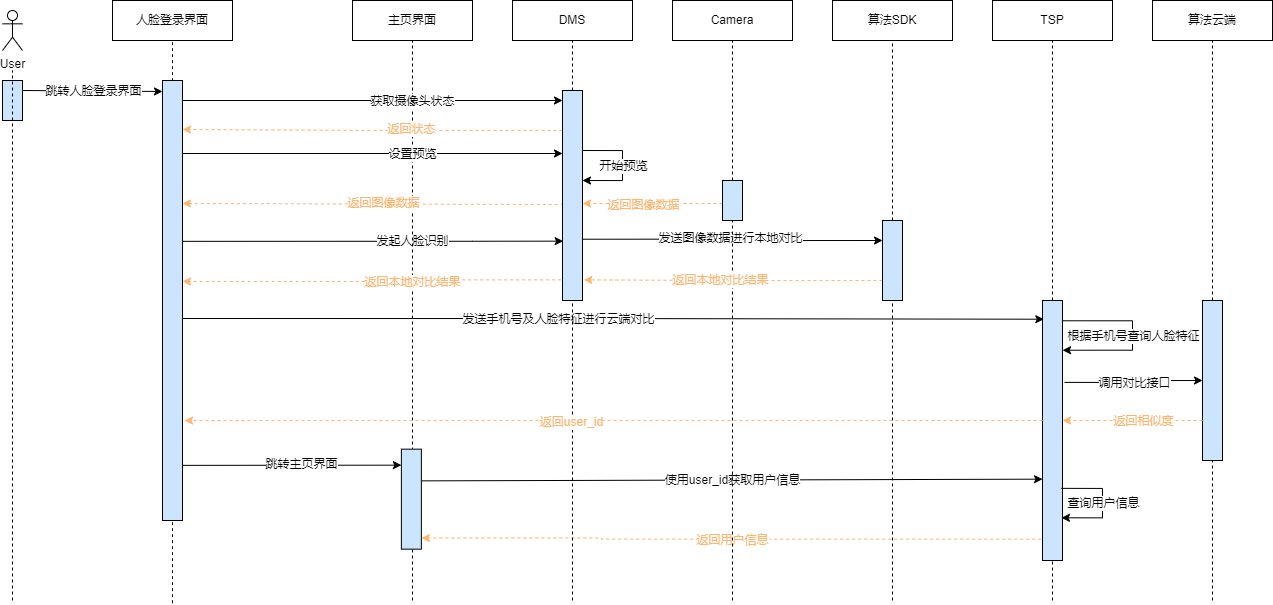 人脸登录界面
主页界面
DMS
Camera
算法SDK
TSP
算法云端
User
跳转人脸登录界面
获取摄像头状态
返回状态
设置预览
开始预览
返回图像数据
返回图像数据
发起人脸识别
发送图像数据进行本地对比
返回本地对比结果
返回本地对比结果
发送手机号及人脸特征进行云端对比
根据手机号查询人脸特征
调用对比接口
返回user_id
返回相似度
跳转主页界面
使用user_id获取用户信息
查询用户信息
返回用户信息